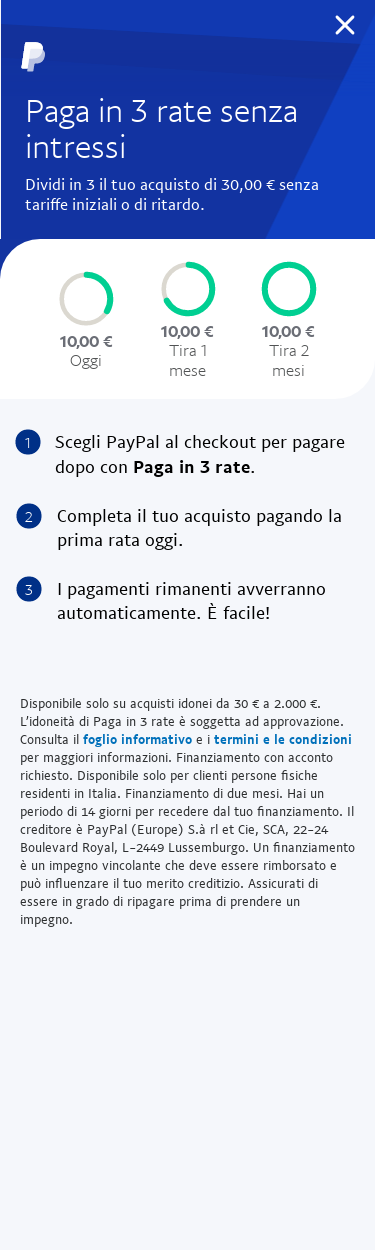 Paga in 3 rate senza
intressi
Dividi in 3 il tuo acquisto di 30,00 € senza
tariffe iniziali o di ritardo.
10,00 € 10,00 € 10,00 €
Oggi Tira 1 Tira 2
mese mesi
1 Scegli PayPal al checkout per pagare
dopo con Paga in 3 rate.
2 Completa il tuo acquisto pagando la
prima rata oggi.
3 I pagamenti rimanenti avverranno
automaticamente. È facile!
Disponibile solo su acquisti idonei da 30 € a 2.000 €.
L'idoneità di Paga in 3 rate è soggetta ad approvazione.
Consulta il foglio informativo e i termini e le condizioni
per maggiori informazioni. Finanziamento con acconto
richiesto. Disponibile solo per clienti persone fisiche
residenti in Italia. Finanziamento di due mesi. Hai un
periodo di 14 giorni per recedere dal tuo finanziamento. Il
creditore è PayPal (Europe) S.à rl et Cie, SCA, 22-24
Boulevard Royal, L-2449 Lussemburgo. Un finanziamento
è un impegno vincolante che deve essere rimborsato e
può influenzare il tuo merito creditizio. Assicurati di
essere in grado di ripagare prima di prendere un
impegno.